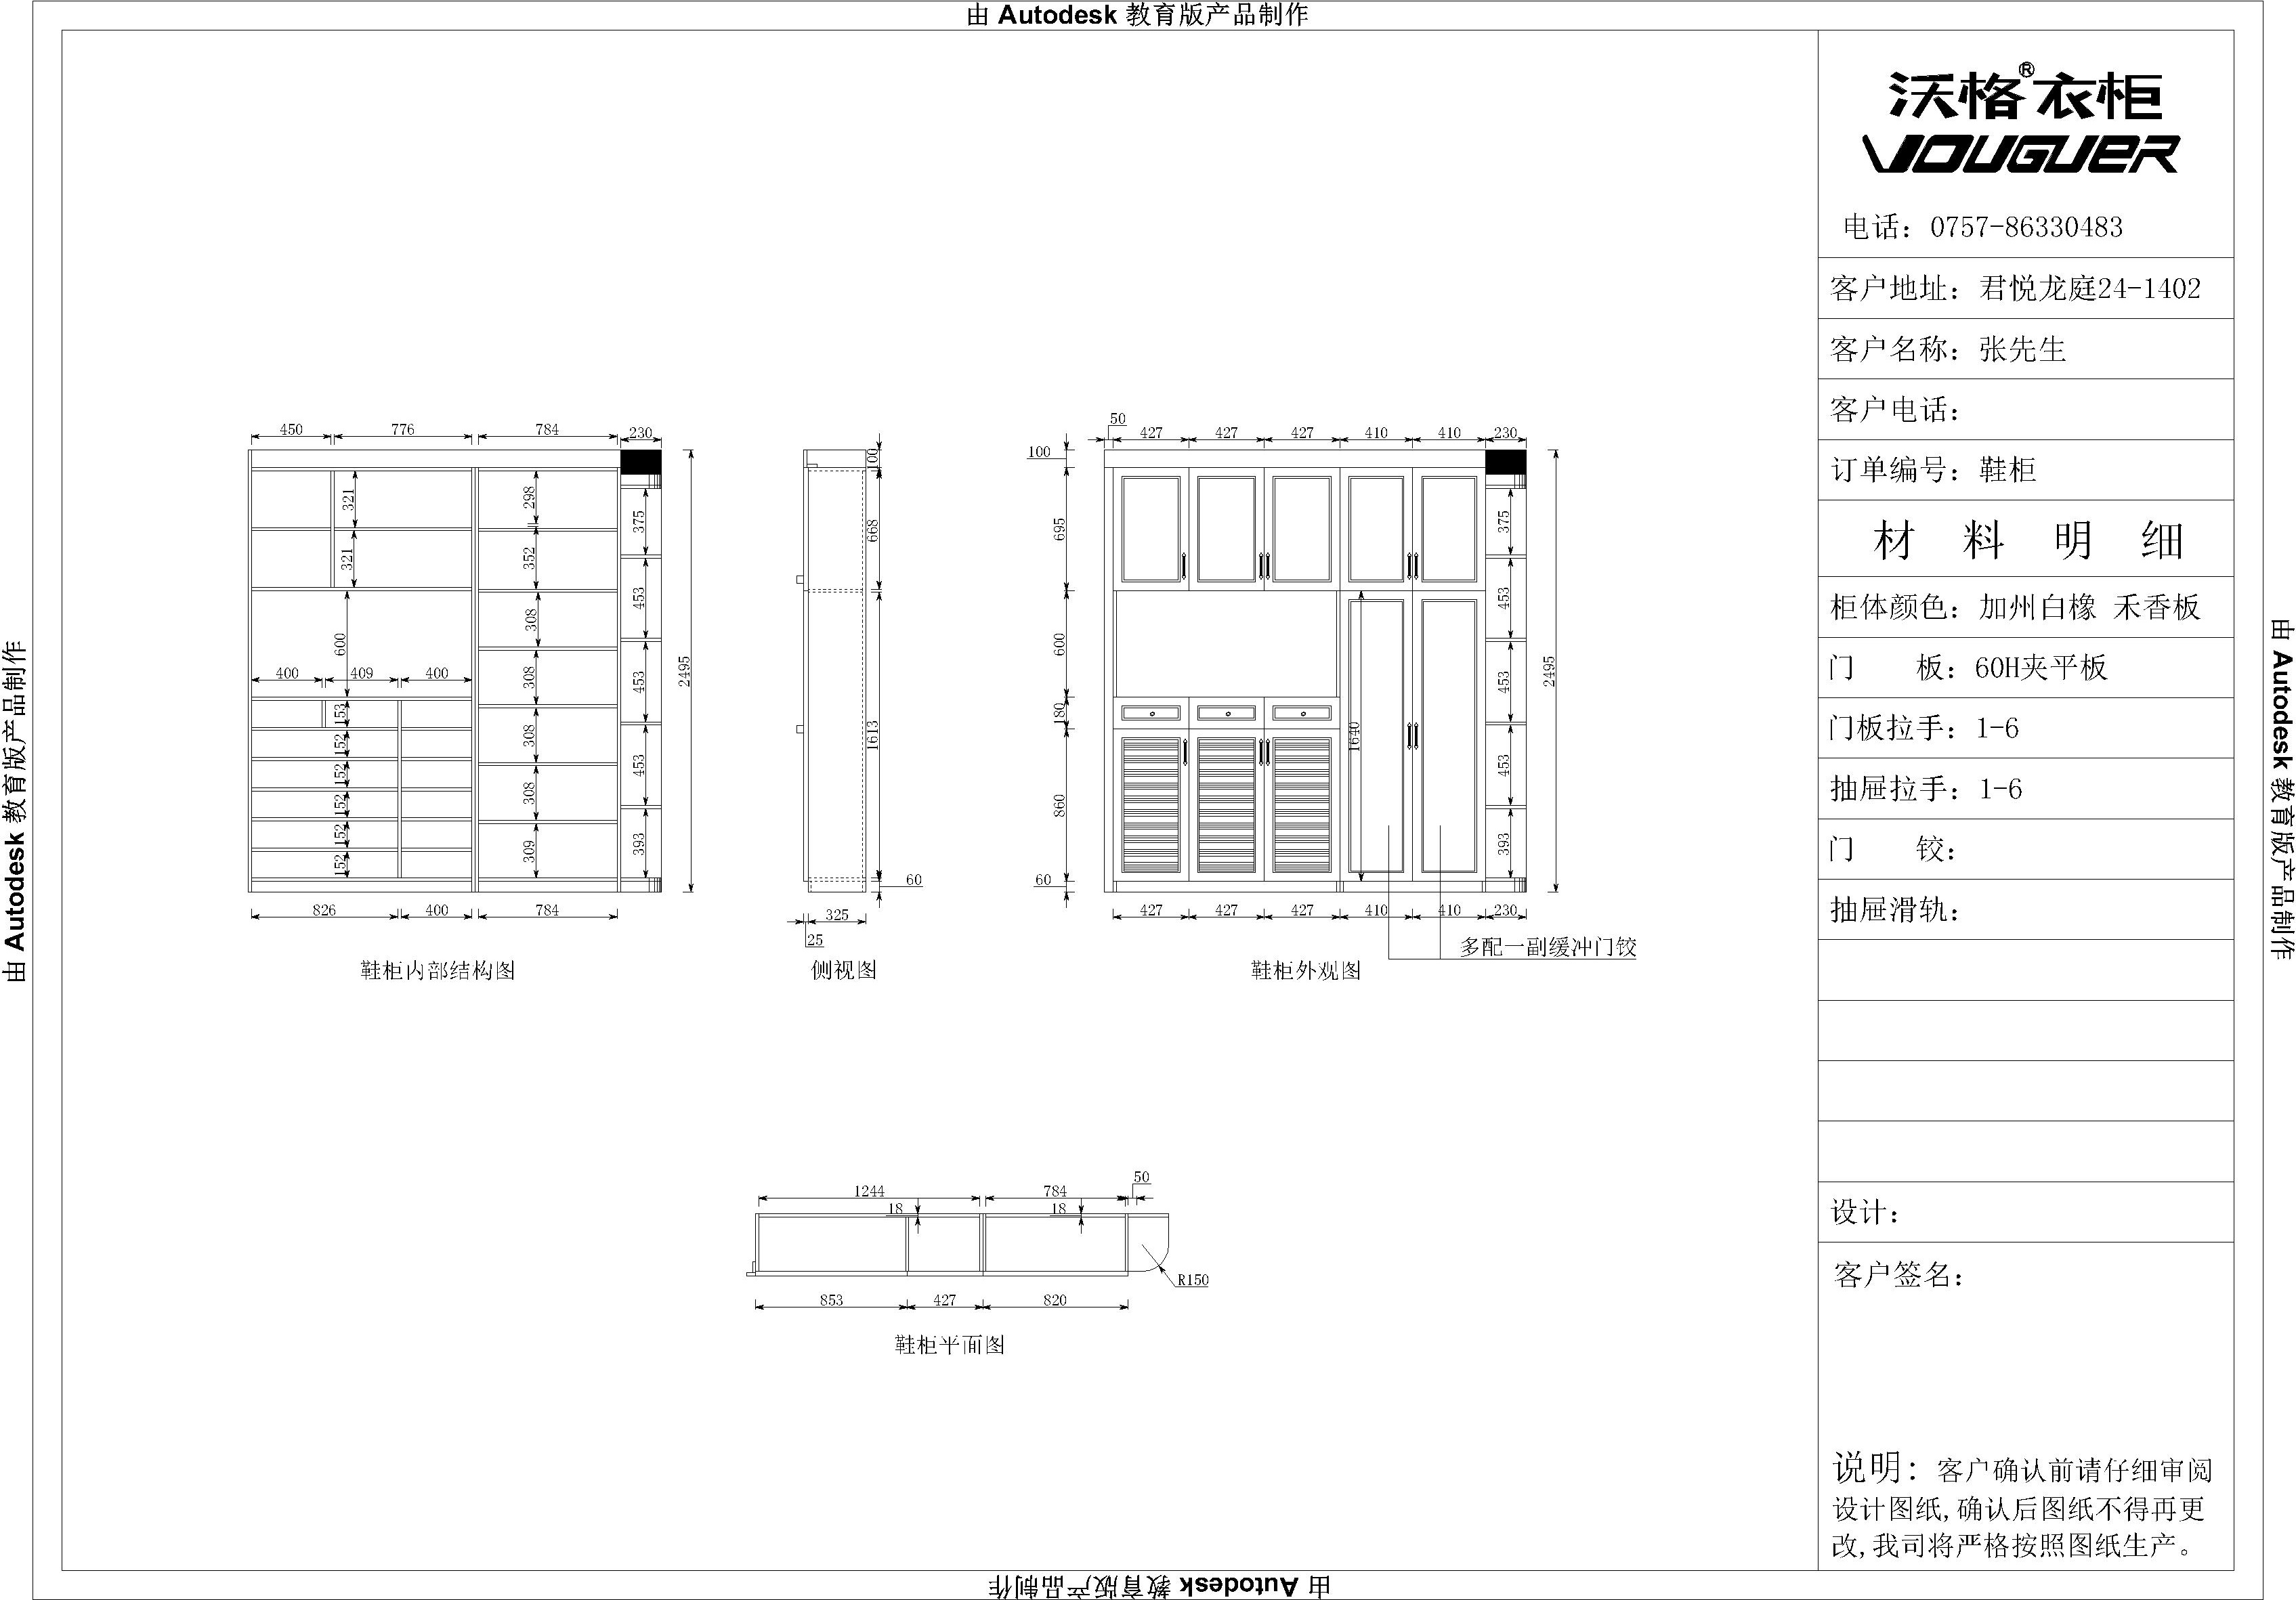 由 Autodesk 教育版产品制作
沃格®衣柜
VOUGUER
电话：0757-86330483
客户地址：君悦龙庭24-1402
客户名称：张先生
客户电话：
订单编号：鞋柜
材 料 明 细
柜体颜色：加州白橡 禾香板
门 板：60H夹平板
门板拉手：1-6
抽屉拉手：1-6
门 铰：
抽屉滑轨：
设计：
客户签名：
说明：客户确认前请仔细审阅
设计图纸,确认后图纸不得再更
改,我司将严格按照图纸生产。
450 776 784 230
321 298 375
321 352 453
600 308 453
400 409 400
308 2495
153 308 453
152 308
152
152
152 309 393
152
826 400 784
鞋柜内部结构图
100
668
1613
60
325
25
侧视图
50
427 427 427 410 410 230
100
695 375
453
600 453 2495
180 1640
453
860
393
60
427 427 427 410 410 230
多配一副缓冲门铰
鞋柜外观图
50
1244 784
18 18
R150
853 427 820
鞋柜平面图
由 Autodesk 教育版产品制作
由 Autodesk 教育版产品制作
由 Autodesk 教育版产品制作